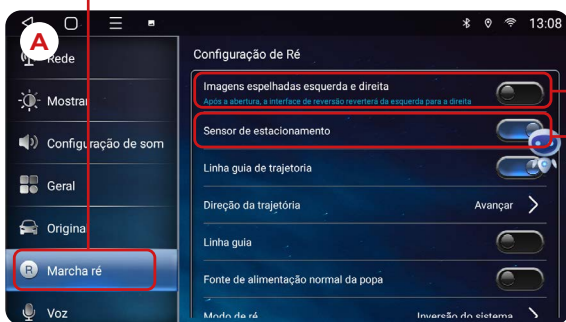 13:08
A
Rede
Mostrar
Configuração de som
Geral
Original
R Marcha ré
Voz
Configuração de Ré
Imagens espelhadas esquerda e direita
Após a abertura, a interface de reversão reverterá da esquerda para a direita
Sensor de estacionamento
Linha guia de trajetoria
Direção da trajetória Avançar
Linha guia
Fonte de alimentação normal da popa
Modo de ré Inversão do sistema